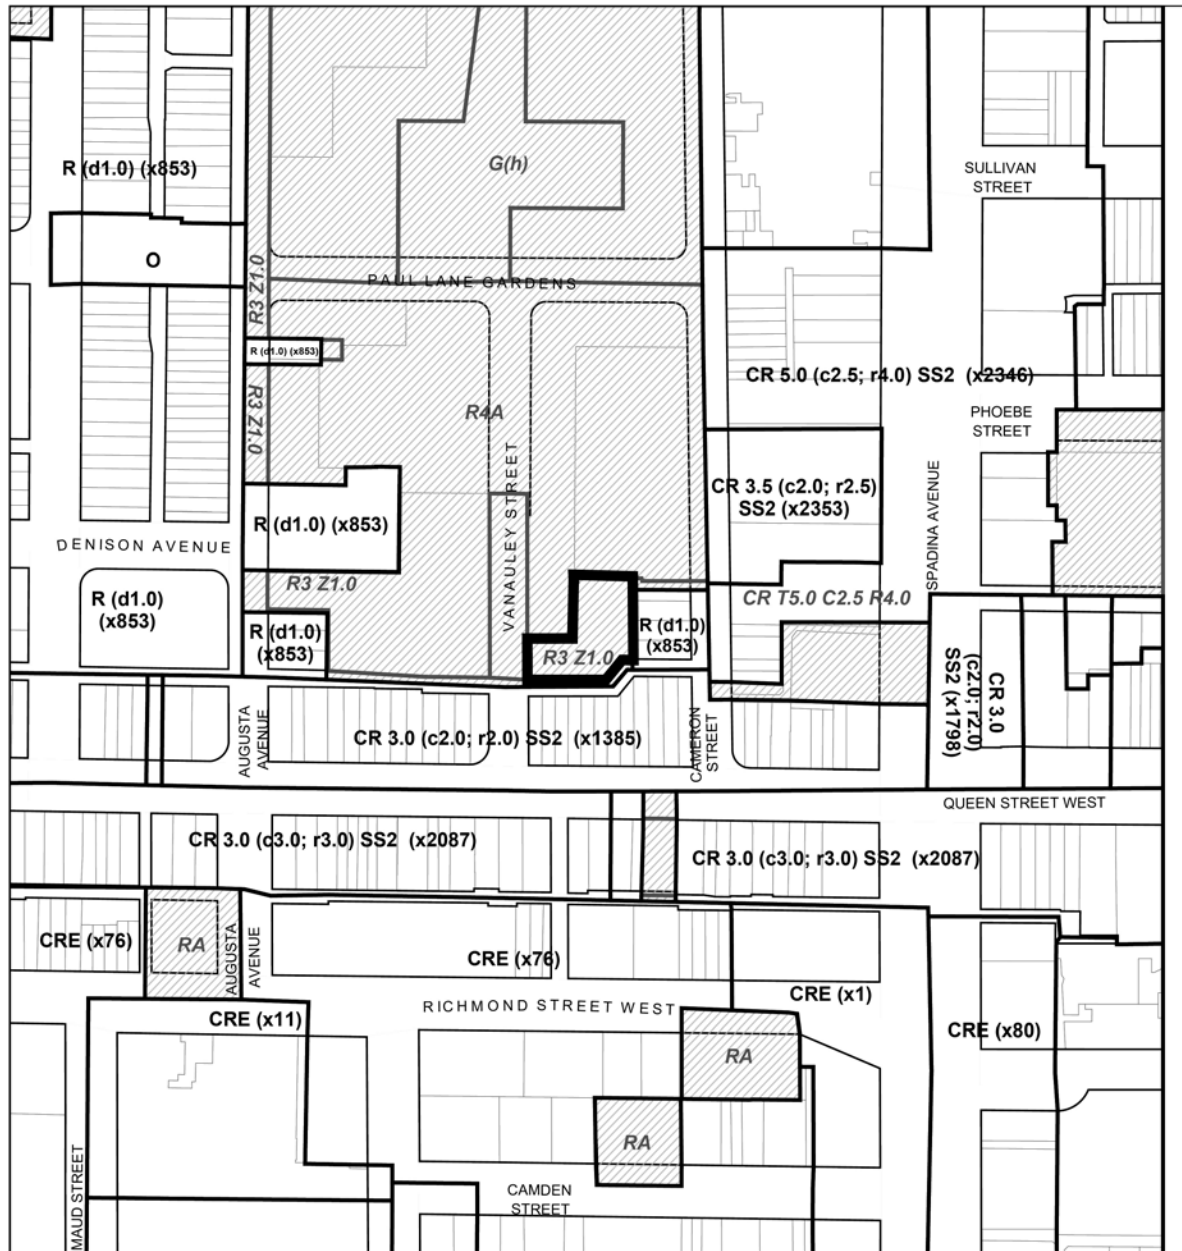 R (d1.0) (x853)
G(h)
SULLIVAN
STREET
O
PAUL LANE GARDENS
R3 Z1.0
R (d1.0) (x853)
CR 5.0 (c2.5; r4.0) SS2 (x2346)
R3 Z1.0
R4A
PHOEBE
STREET
VANAULEY STREET
CR 3.5 (c2.0; r2.5)
SS2 (x2353)
SPADINA AVENUE
R (d1.0) (x853)
DENISON AVENUE
R3 Z1.0
CR T5.0 C2.5 R4.0
R (d1.0)
(x853)
R (d1.0)
(x853)
R3 Z1.0
R (d1.0)
(x853)
CR 3.0
(c2.0; r2.0)
SS2 (x1798)
AUGUSTA
AVENUE
CR 3.0 (c2.0; r2.0) SS2 (x1385)
CAMERON
STREET
QUEEN STREET WEST
CR 3.0 (c3.0; r3.0) SS2 (x2087)
CR 3.0 (c3.0; r3.0) SS2 (x2087)
CRE (x76)
RA
AUGUSTA
AVENUE
CRE (x76)
CRE (x1)
RICHMOND STREET WEST
CRE (x11)
CRE (x80)
RA
RA
MAUD STREET
CAMDEN
STREET